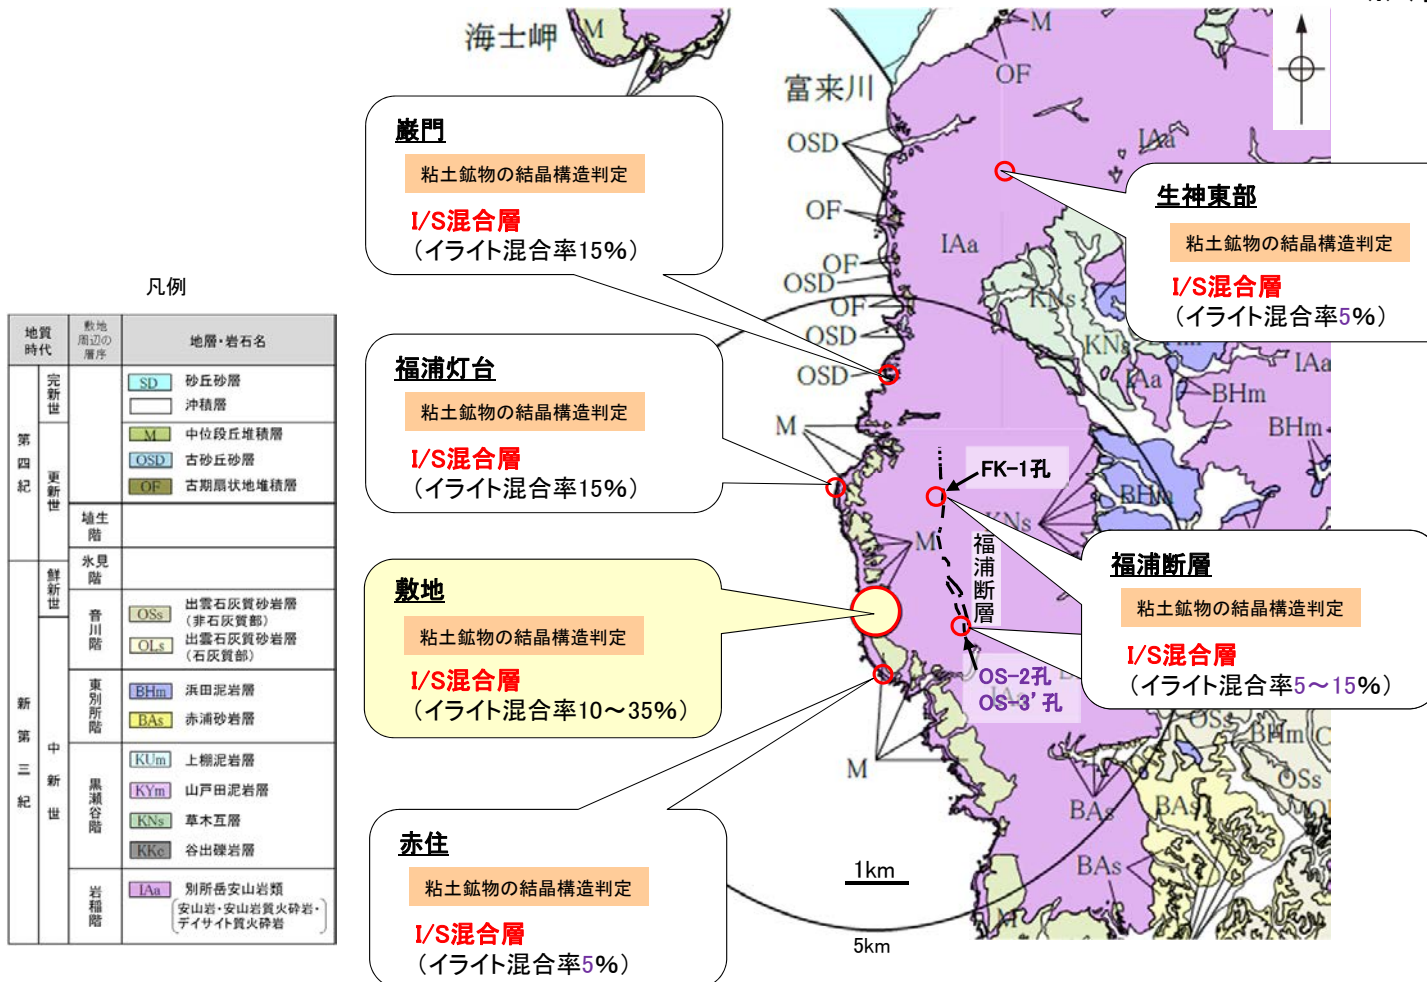 海士岬
M
M
OF
富来川
巌門
粘土鉱物の結晶構造判定
I/S混合層
(イライト混合率15%)
OSD
OF
OF
OSD
OF
OSD
OSD
IAa
IAa
生神東部
粘土鉱物の結晶構造判定
I/S混合層
(イライト混合率5%)
KNs
KNs
IAa
IAa
BHm
BHm
BHm
福浦灯台
粘土鉱物の結晶構造判定
I/S混合層
(イライト混合率15%)
M
FK-1孔
KNs
M
福浦断層
福浦断層
粘土鉱物の結晶構造判定
I/S混合層
(イライト混合率5~15%)
敷地
粘土鉱物の結晶構造判定
I/S混合層
(イライト混合率10~35%)
OS-2孔
OS-3'孔
IAa
OSs
BHm
OSs
M
BAs
BAs
BAs
M
赤住
粘土鉱物の結晶構造判定
I/S混合層
(イライト混合率5%)
1km
5km
凡例
地質時代
敷地周辺の層序
地層・岩石名
第四紀
完新世
SD 砂丘砂層
沖積層
更新世
M 中位段丘堆積層
OSD 古砂丘砂層
OF 古期扇状地堆積層
埴生階
新第三紀
鮮新世
氷見階
中新世
音川階
OSs 出雲石灰質砂岩層
(非石灰質部)
OLs 出雲石灰質砂岩層
(石灰質部)
東別所階
BHm 浜田泥岩層
BAs 赤浦砂岩層
黒瀬谷階
KUm 上棚泥岩層
KYm 山戸田泥岩層
KNs 草木互層
KKc 谷出礫岩層
岩稲階
IAa 別所岳安山岩類
安山岩・安山岩質火砕岩・
デイサイト質火砕岩